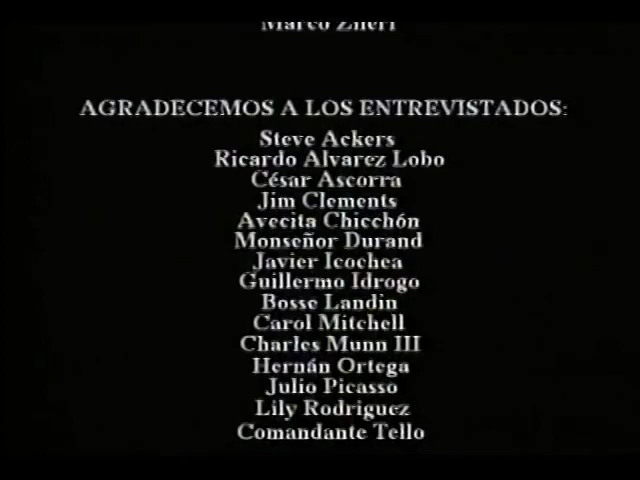 Marco
AGRADECEMOS A LOS ENTREVISTADOS:
Steve Ackers
Ricardo Alvarez Lobo
César Ascorra
Jim Clements
Avecita Chicchón
Monseñor Durand
Javier Icochea
Guillermo Idrogo
Bosse Landin
Carol Mitchell
Charles Munn III
Hernán Ortega
Julio Picasso
Lily Rodriguez
Comandante Tello